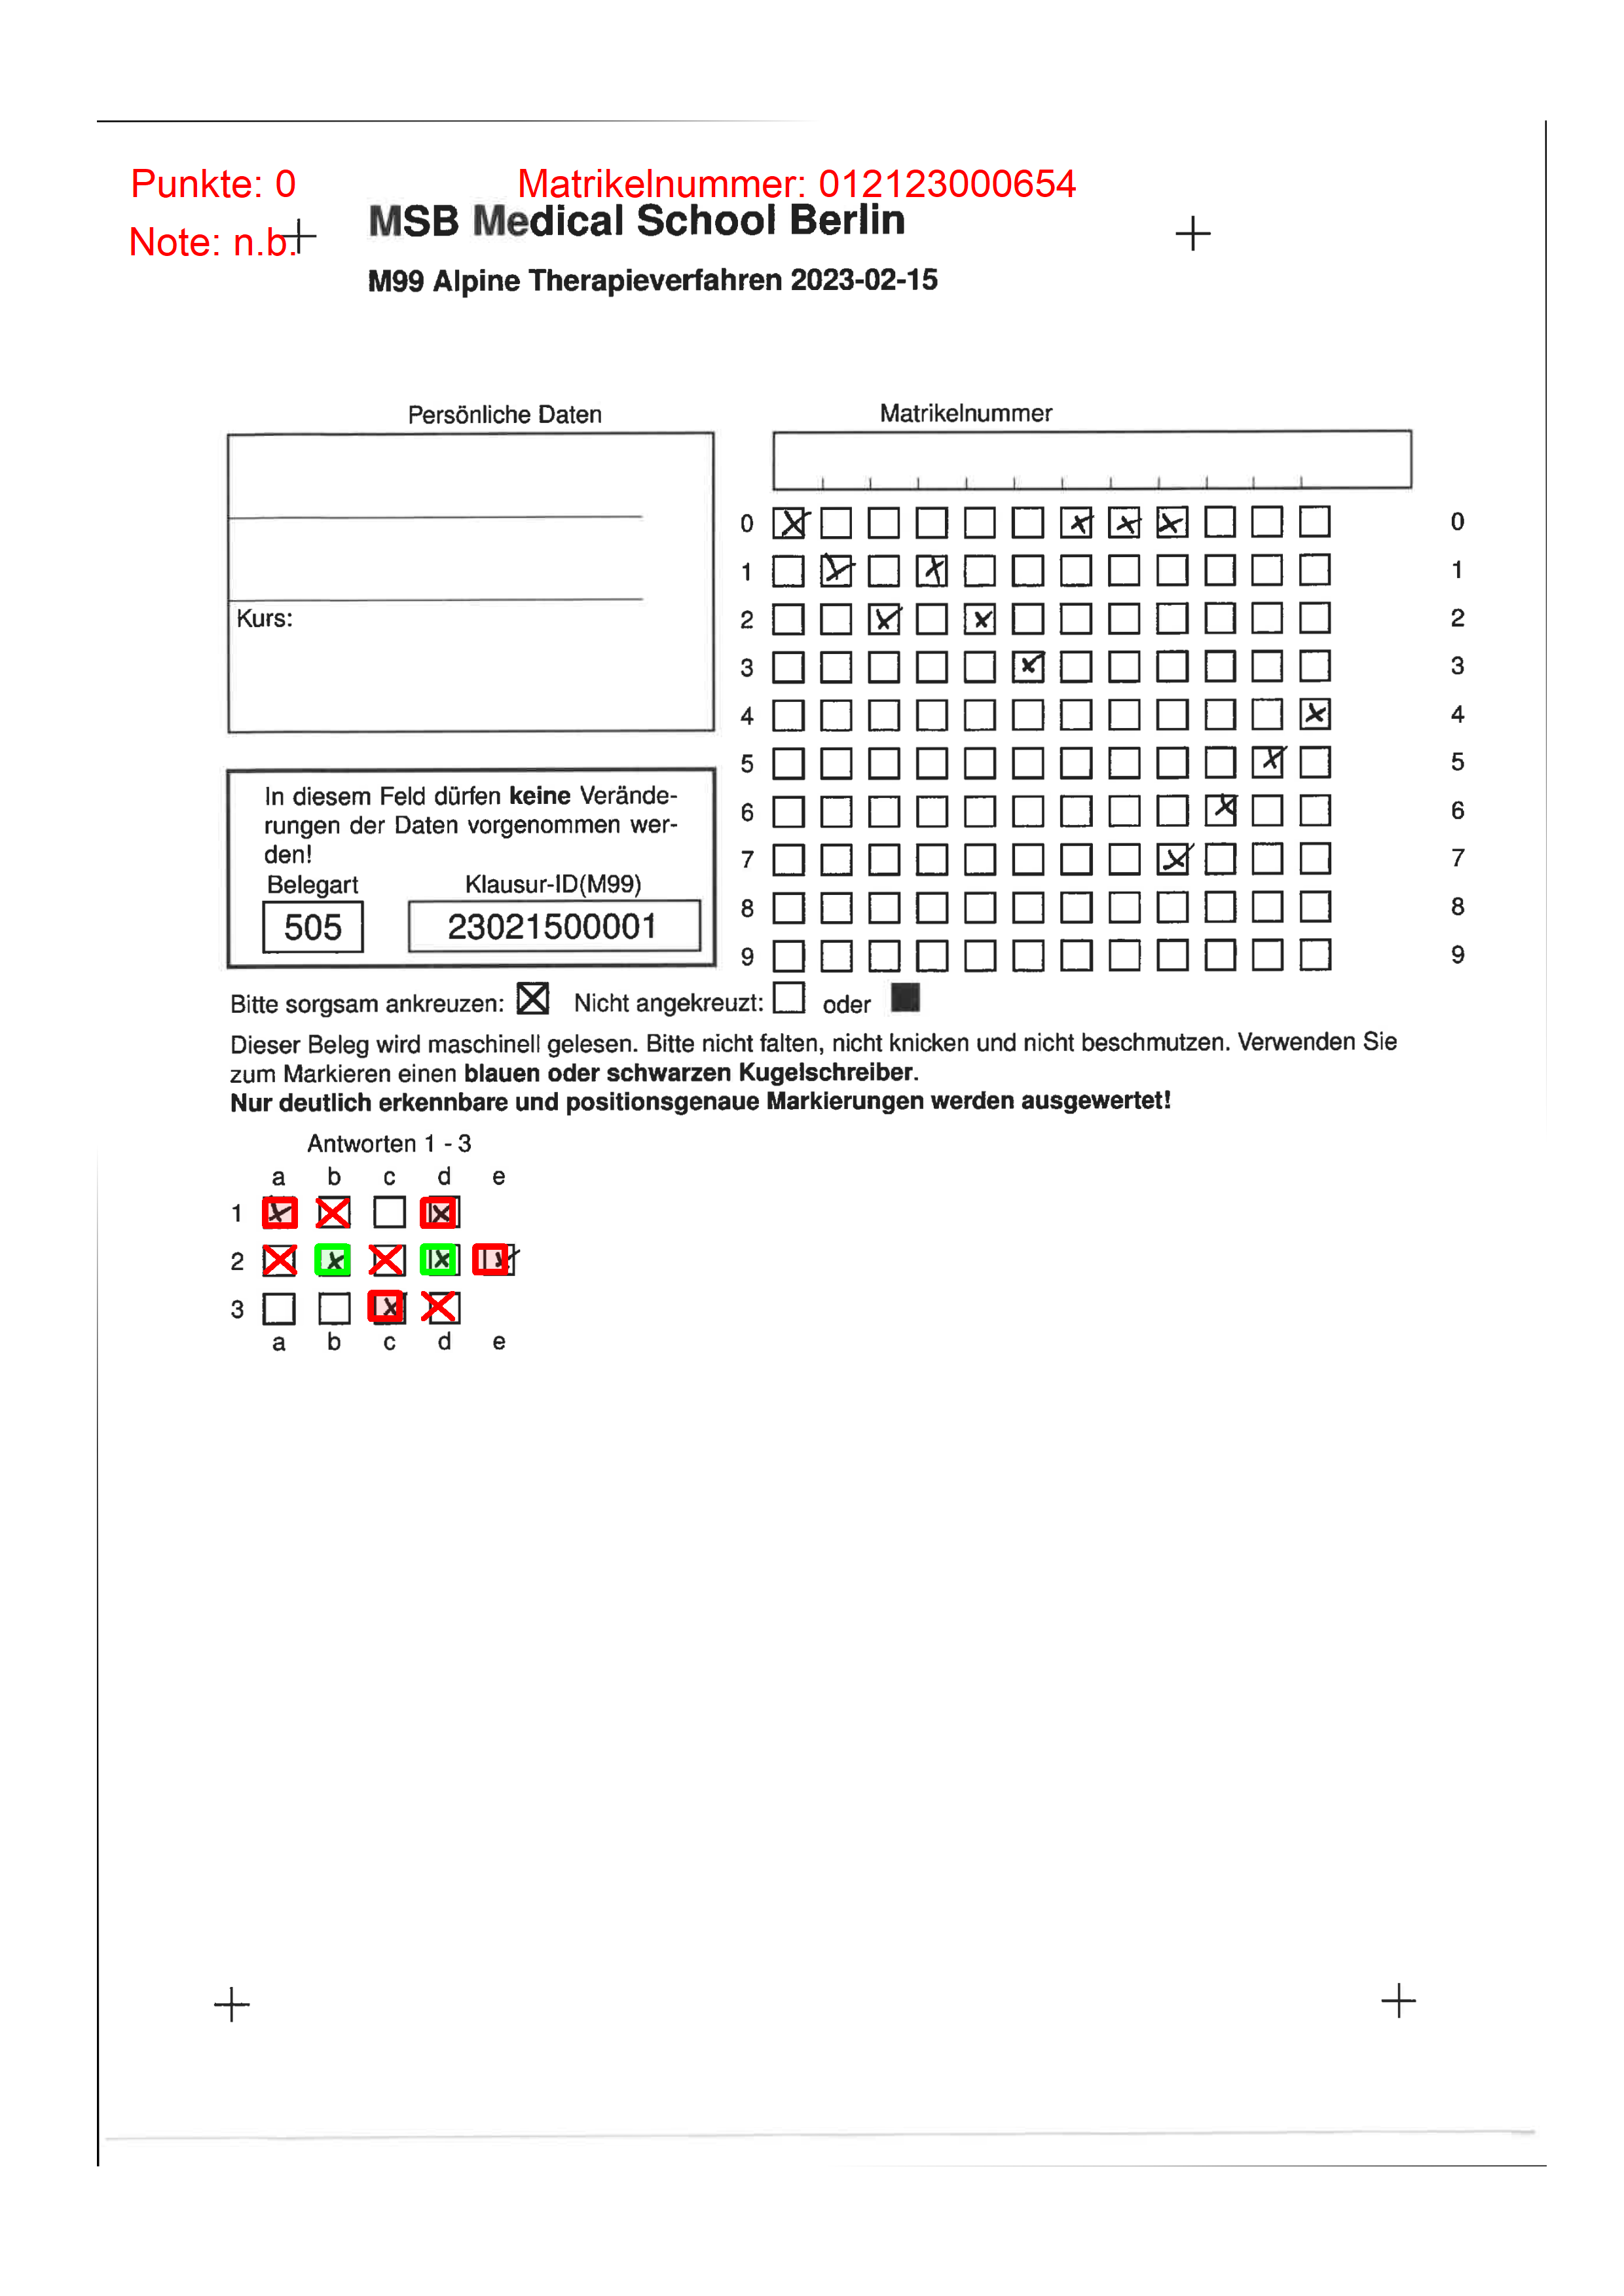 Punkte: 0 Matrikelnummer: 012123000654
Note: n.b.
MSB Medical School Berlin
M99 Alpine Therapieverfahren 2023-02-15
Persönliche Daten
Matrikelnummer
Kurs:
0 0
1 1
2 2
3 3
4 4
5 5
6 6
7 7
8 8
9 9
In diesem Feld dürfen keine Verände-
rungen der Daten vorgenommen wer-
den!
Belegart Klausur-ID(M99)
505 23021500001
Bitte sorgsam ankreuzen: Nicht angekreuzt: oder
Dieser Beleg wird maschinell gelesen. Bitte nicht falten, nicht knicken und nicht beschmutzen. Verwenden Sie
zum Markieren einen blauen oder schwarzen Kugelschreiber.
Nur deutlich erkennbare und positionsgenaue Markierungen werden ausgewertet!
Antworten 1 - 3
a b c d e
1
2
3
a b c d e